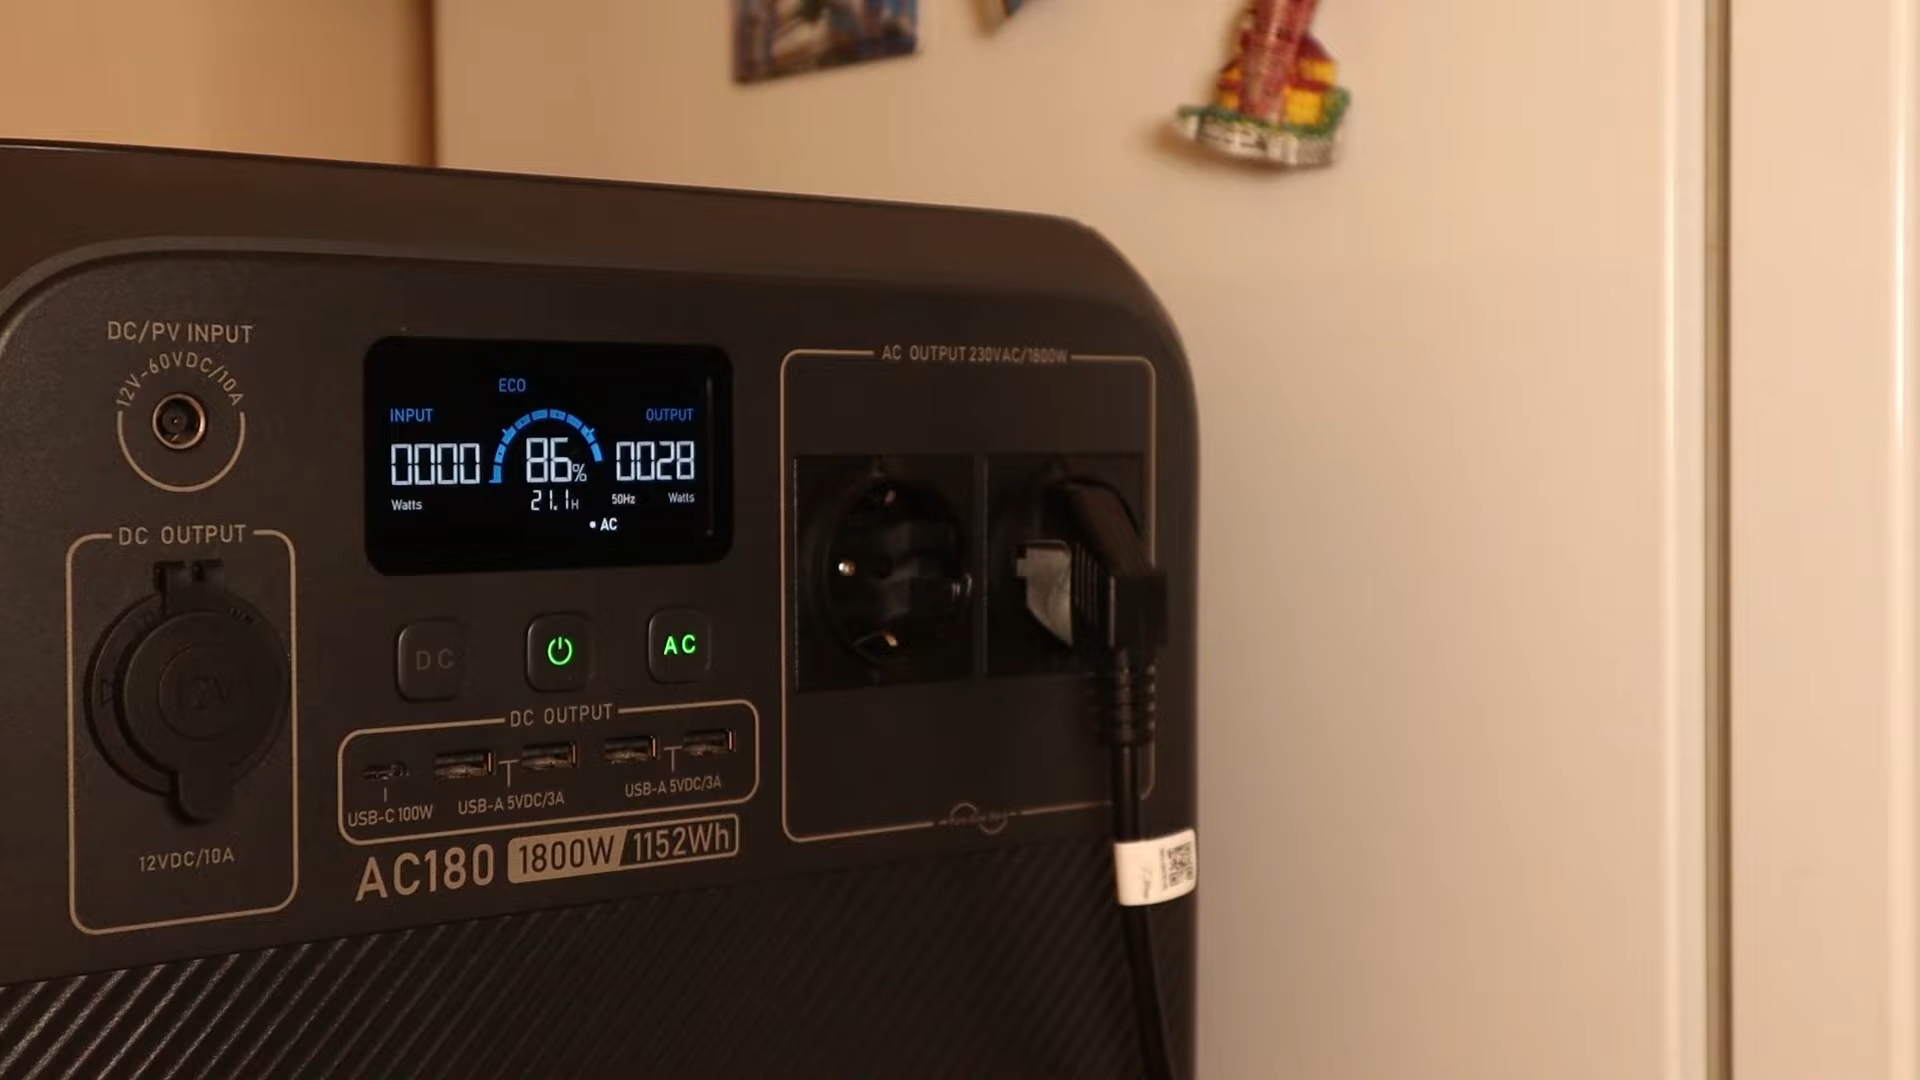 DC/PV INPUT
12V-60VDC/10A
DC OUTPUT
12V
12VDC/10A
ECO
INPUT
OUTPUT
0000
86%
0028
Watts
21.1H
50Hz
Watts
AC
DC
AC
DC OUTPUT
USB-C 100W
USB-A 5VDC/3A
USB-A 5VDC/3A
AC180
1800W
1152Wh
AC OUTPUT 230VAC/1800W